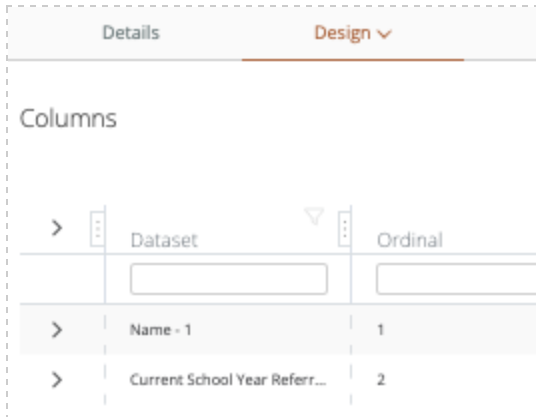 Details Design
Columns
Dataset Ordinal
Name - 1 1
Current School Year Referr... 2